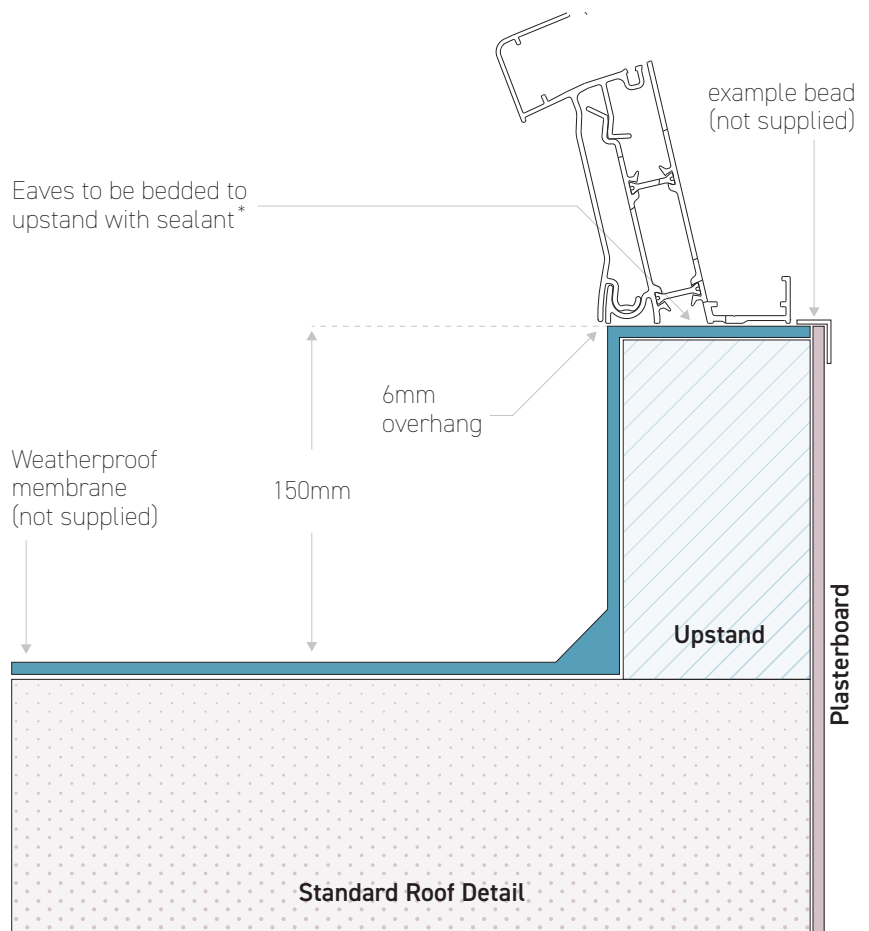 example bead
(not supplied)
Eaves to be bedded to
upstand with sealant*
6mm
overhang
Weatherproof
membrane
(not supplied)
150mm
Upstand
Plasterboard
Standard Roof Detail